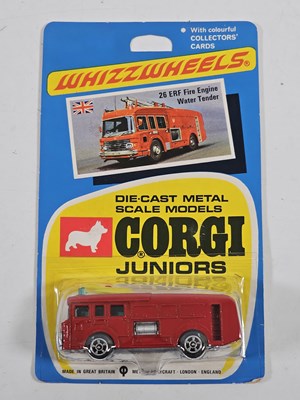 • With colourful
COLLECTORS'
CARDS
WHIZZWHEELS®
26 ERF Fire Engine
Water Tender
DIE-CAST METAL
SCALE MODELS
CORGI®
JUNIORS
MADE IN GREAT BRITAIN
LONDON - ENGLAND.